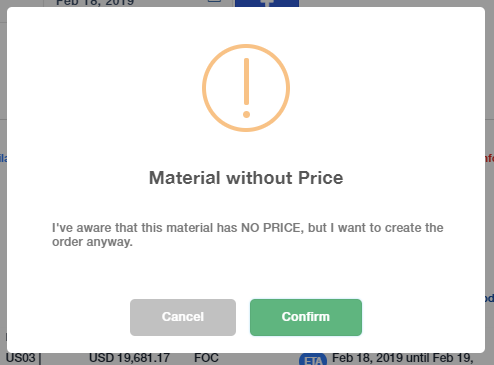 Feb 18, 2019
Material without Price
I've aware that this material has NO PRICE, but I want to create the
order anyway.
Cancel
Confirm
US03 | USD 19,681.17 FOC ETA Feb 18, 2019 until Feb 19,